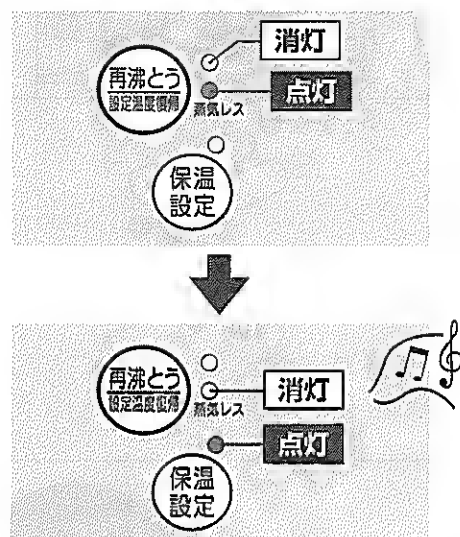 消灯
再沸とう
設定温度復帰
点灯
蒸気レス
保温
設定
再沸とう
設定温度復帰
消灯
蒸気レス
点灯
保温
設定